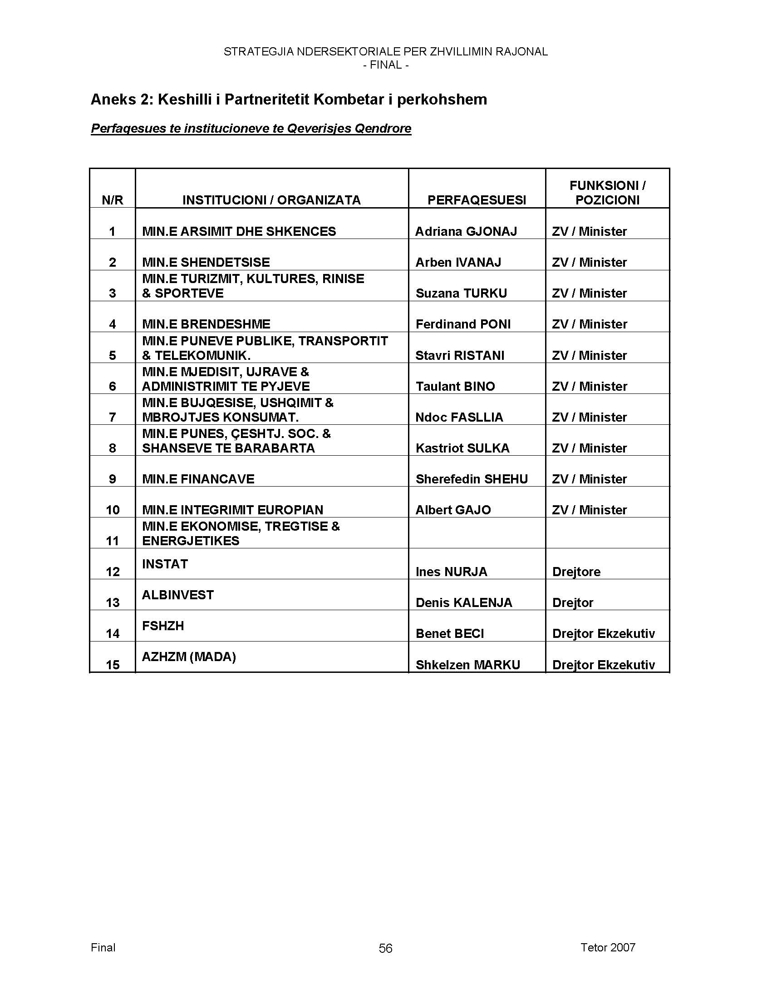 STRATEGJIA NDERSEKTORIALE PER ZHVILLIMIN RAJONAL
- FINAL -
Aneks 2: Keshilli i Partneritetit Kombetar i perkohshem
Perfaqesues te institucioneve te Qeverisjes Qendrore
N/R INSTITUCIONI / ORGANIZATA PERFAQESUESI FUNKSIONI /
POZICIONI
1 MIN.E ARSIMIT DHE SHKENCES Adriana GJONAJ ZV / Minister
2 MIN.E SHENDETSISE Arben IVANAJ ZV / Minister
MIN.E TURIZMIT, KULTURES, RINISE
3 & SPORTEVE Suzana TURKU ZV / Minister
4 MIN.E BRENDESHME Ferdinand PONI ZV / Minister
MIN.E PUNEVE PUBLIKE, TRANSPORTIT
5 & TELEKOMUNIK. Stavri RISTANI ZV / Minister
MIN.E MJEDISIT, UJRAVE &
6 ADMINISTRIMIT TE PYJEVE Taulant BINO ZV / Minister
MIN.E BUJQESISE, USHQIMIT &
7 MBROJTJES KONSUMAT. Ndoc FASLLIA ZV / Minister
MIN.E PUNES, ÇESHTJ. SOC. &
8 SHANSEVE TE BARABARTA Kastriot SULKA ZV / Minister
9 MIN.E FINANCAVE Sherefedin SHEHU ZV / Minister
10 MIN.E INTEGRIMIT EUROPIAN Albert GAJO ZV / Minister
MIN.E EKONOMISE, TREGTISE &
11 ENERGJETIKES
12 INSTAT Ines NURJA Drejtore
13 ALBINVEST Denis KALENJA Drejtor
14 FSHZH Benet BECI Drejtor Ekzekutiv
15 AZHZM (MADA) Shkelzen MARKU Drejtor Ekzekutiv
Final 56 Tetor 2007